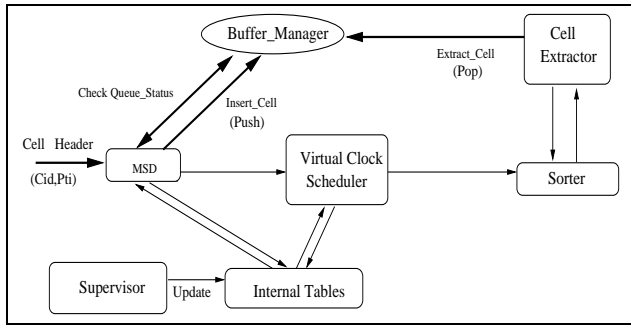 Buffer_Manager
Cell
Extractor
Extract_Cell
(Pop)
Check Queue_Status
Insert_Cell
(Push)
Cell Header
(Cid,Pti)
MSD
Virtual Clock
Scheduler
Sorter
Supervisor
Update
Internal Tables